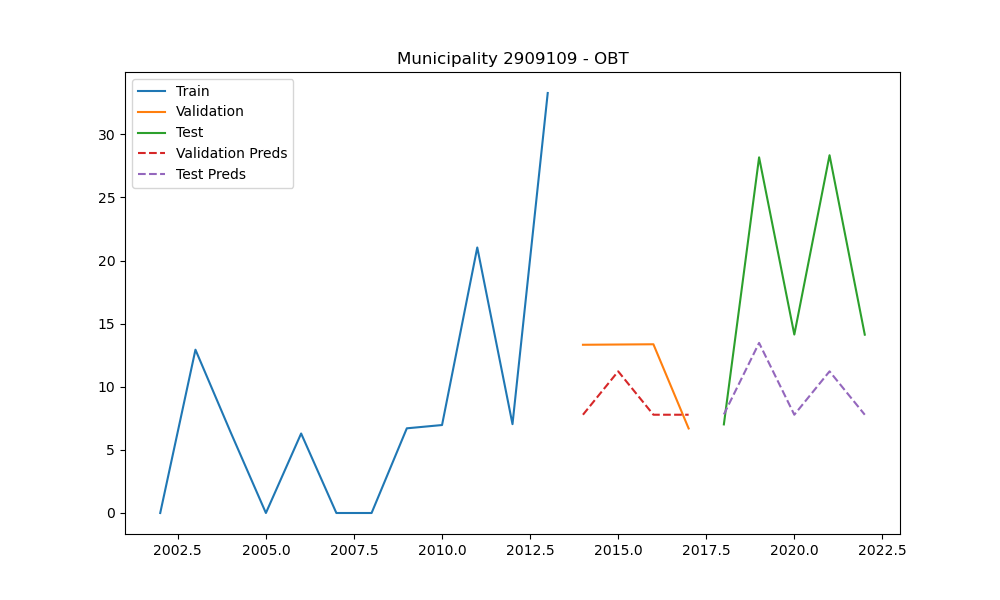 Municipality 2909109 - OBT
Train
Validation
Test
Validation Preds
Test Preds
30
25
20
15
10
5
0
2002.5 2005.0 2007.5 2010.0 2012.5 2015.0 2017.5 2020.0 2022.5